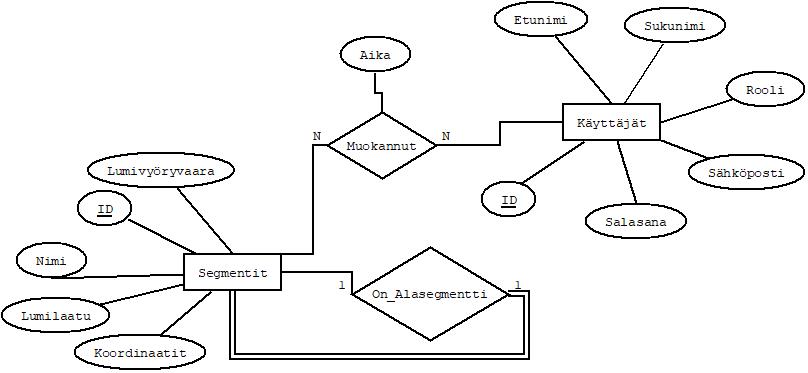 Etunimi
Sukunimi
Aika
Rooli
Käyttäjät
N
N
Muokannut
Lumivyöryvaara
Sähköposti
ID
ID
Salasana
Nimi
Segmentit
1
1
On_Alasegmentti
Lumilaatu
Koordinaatit